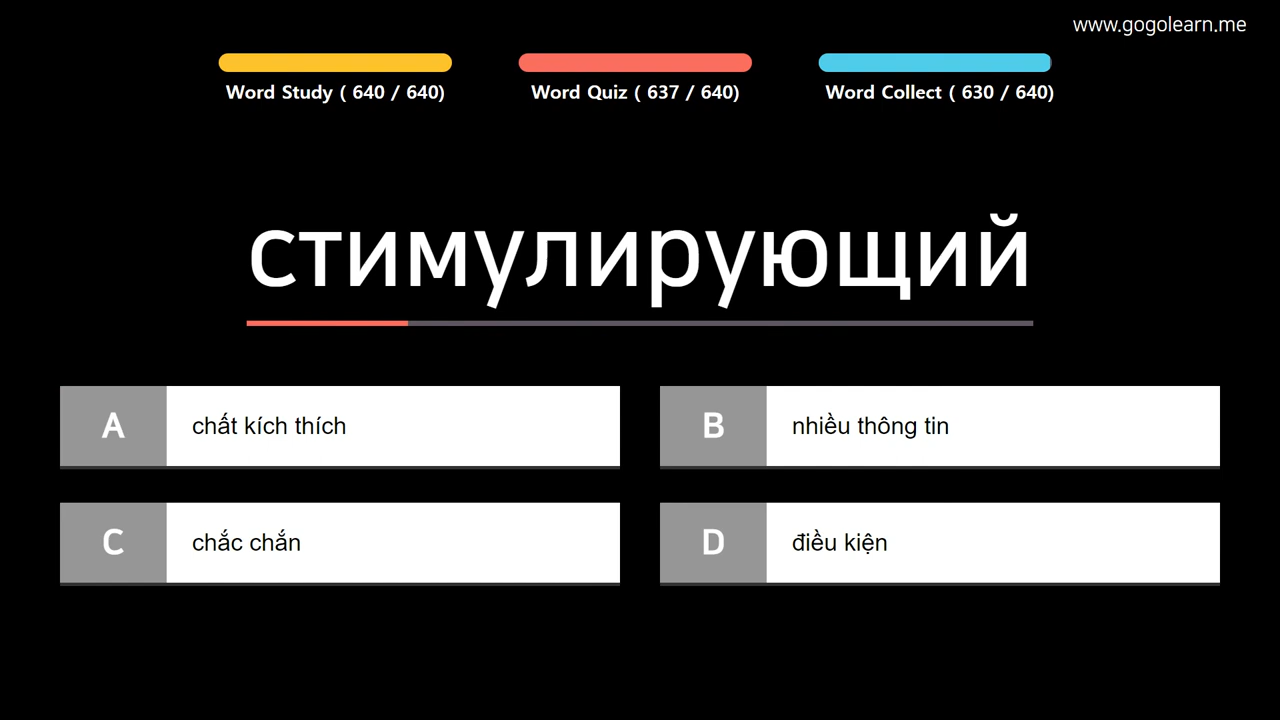 www.gogolearn.me
Word Study ( 640 / 640)
Word Quiz ( 637 / 640)
Word Collect ( 630 / 640)
стимулирующий
A
chất kích thích
B
nhiều thông tin
C
chắc chắn
D
điều kiện